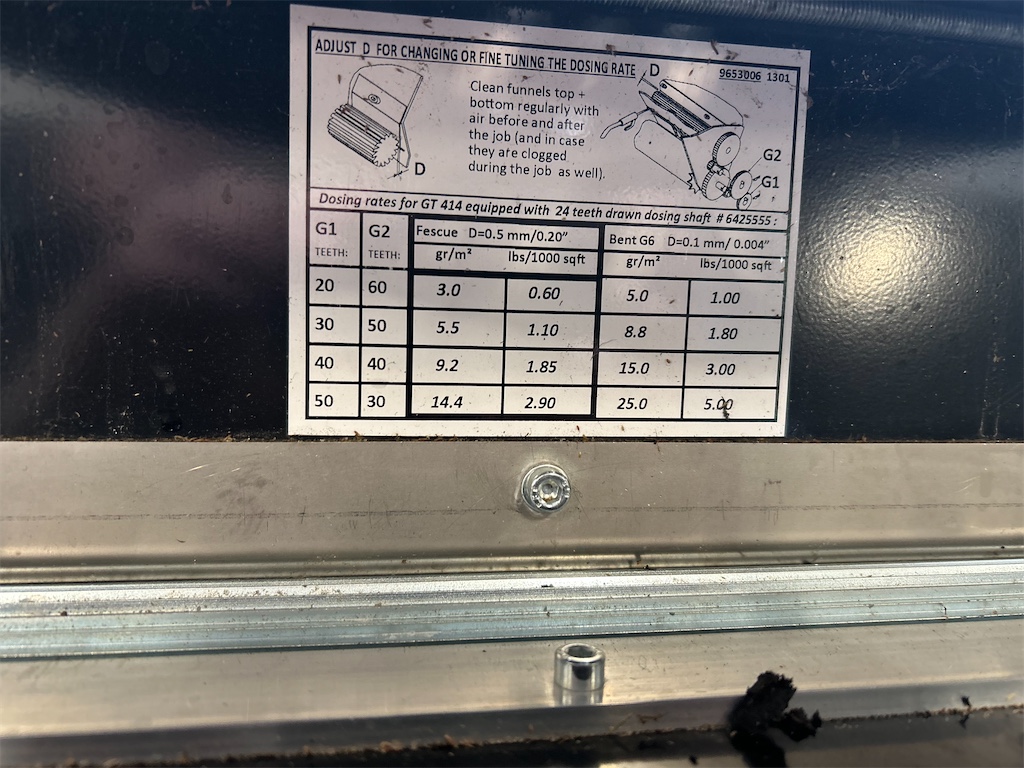 ADJUST D FOR CHANGING OR FINE TUNING THE DOSING RATE
D
9653006 1301
Clean funnels top +
bottom regularly with
air before and after
the job (and in case
they are clogged
during the job as well).
D
G2
G1
Dosing rates for GT 414 equipped with 24 teeth drawn dosing shaft # 6425555 :
G1 TEETH: G2 TEETH: Fescue D=0.5 mm/0.20" Bent G6 D=0.1 mm/ 0.004"
gr/m² lbs/1000 sqft gr/m² lbs/1000 sqft
20 60 3.0 0.60 5.0 1.00
30 50 5.5 1.10 8.8 1.80
40 40 9.2 1.85 15.0 3.00
50 30 14.4 2.90 25.0 5.00